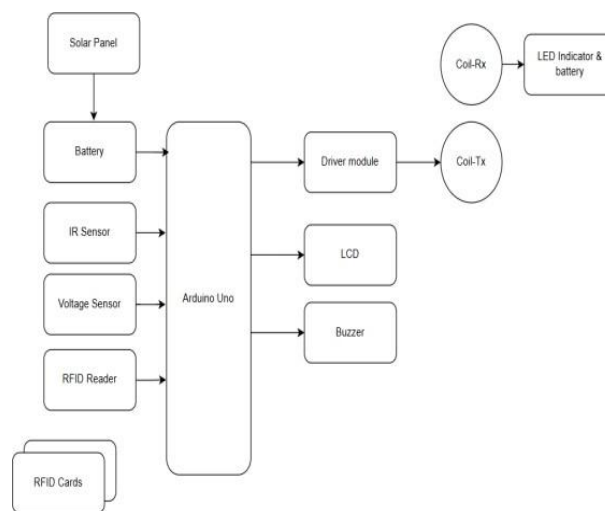 Solar Panel
Coil-Rx
LED Indicator &
battery
Battery
Driver module
Coil-Tx
IR Sensor
LCD
Voltage Sensor
Arduino Uno
Buzzer
RFID Reader
RFID Cards